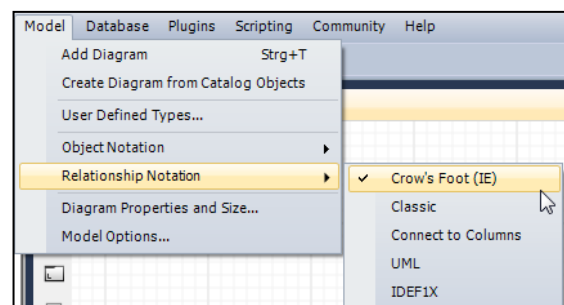 Model Database Plugins Scripting Community Help
Add Diagram Strg+T
Create Diagram from Catalog Objects
User Defined Types...
Object Notation
Relationship Notation
Diagram Properties and Size...
Model Options...
Crow's Foot (IE)
Classic
Connect to Columns
UML
IDEF1X